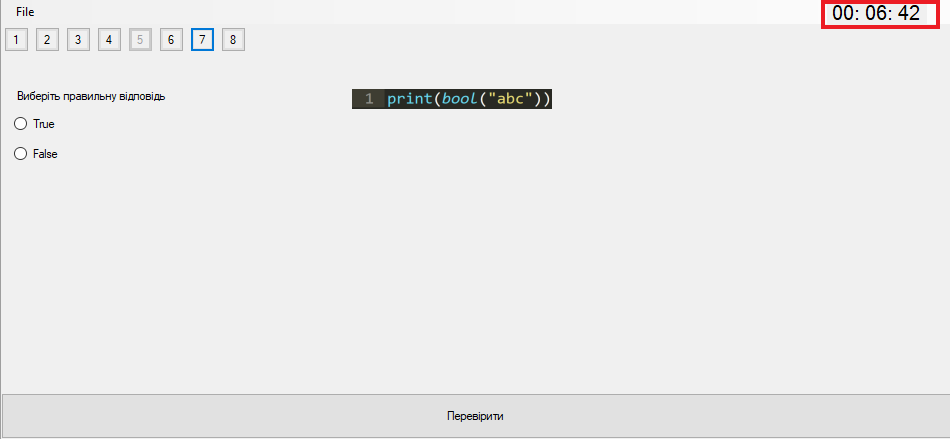 File
00: 06: 42
1 2 3 4 5 6 7 8
Виберіть правильну відповідь
1 print(bool("abc"))
True
False
Перевірити